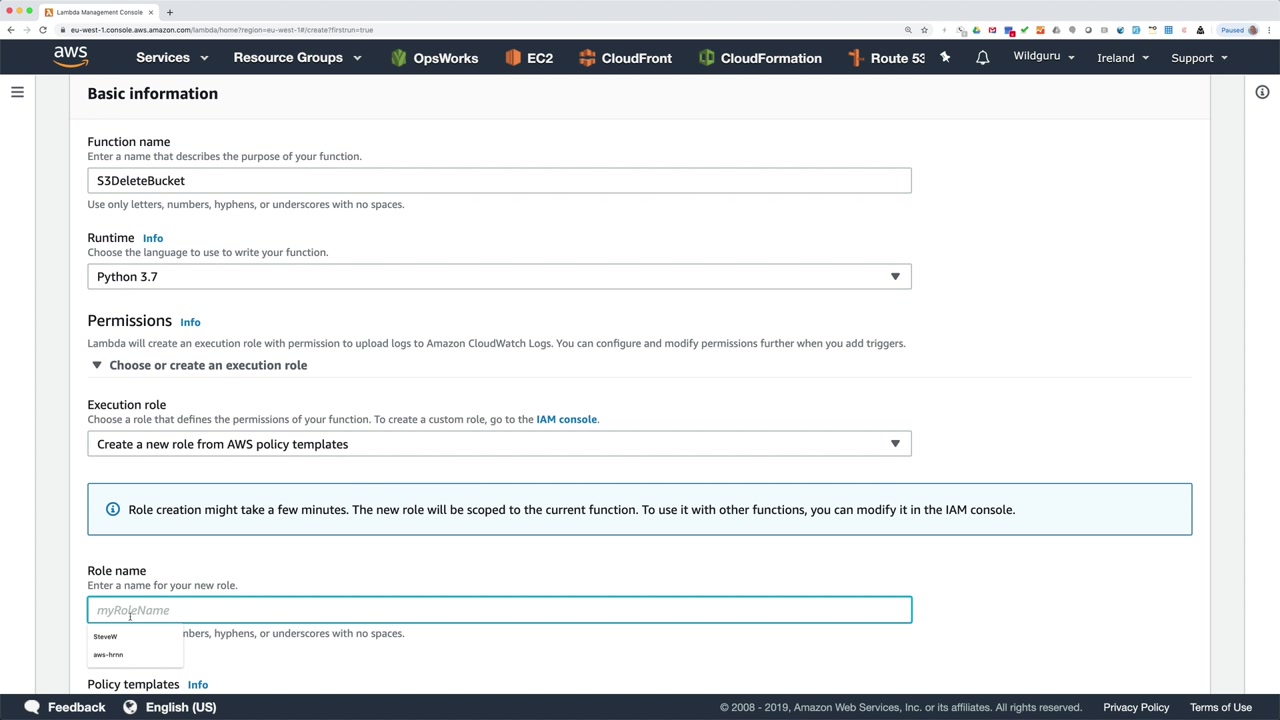 Lambda Management Console
eu-west-1.console.aws.amazon.com/lambda/home?region=eu-west-1#/create?firstrun=true
Paused
aws
Services
Resource Groups
OpsWorks
EC2
CloudFront
CloudFormation
Route 53
Wildguru
Ireland
Support
Basic information
Function name
Enter a name that describes the purpose of your function.
S3DeleteBucket
Use only letters, numbers, hyphens, or underscores with no spaces.
Runtime Info
Choose the language to use to write your function.
Python 3.7
Permissions Info
Lambda will create an execution role with permission to upload logs to Amazon CloudWatch Logs. You can configure and modify permissions further when you add triggers.
Choose or create an execution role
Execution role
Choose a role that defines the permissions of your function. To create a custom role, go to the IAM console.
Create a new role from AWS policy templates
Role creation might take a few minutes. The new role will be scoped to the current function. To use it with other functions, you can modify it in the IAM console.
Role name
Enter a name for your new role.
myRoleName
SteveW
nbers, hyphens, or underscores with no spaces.
aws-hrnn
Policy templates Info
Feedback
English (US)
© 2008 - 2019, Amazon Web Services, Inc. or its affiliates. All rights reserved.
Privacy Policy
Terms of Use